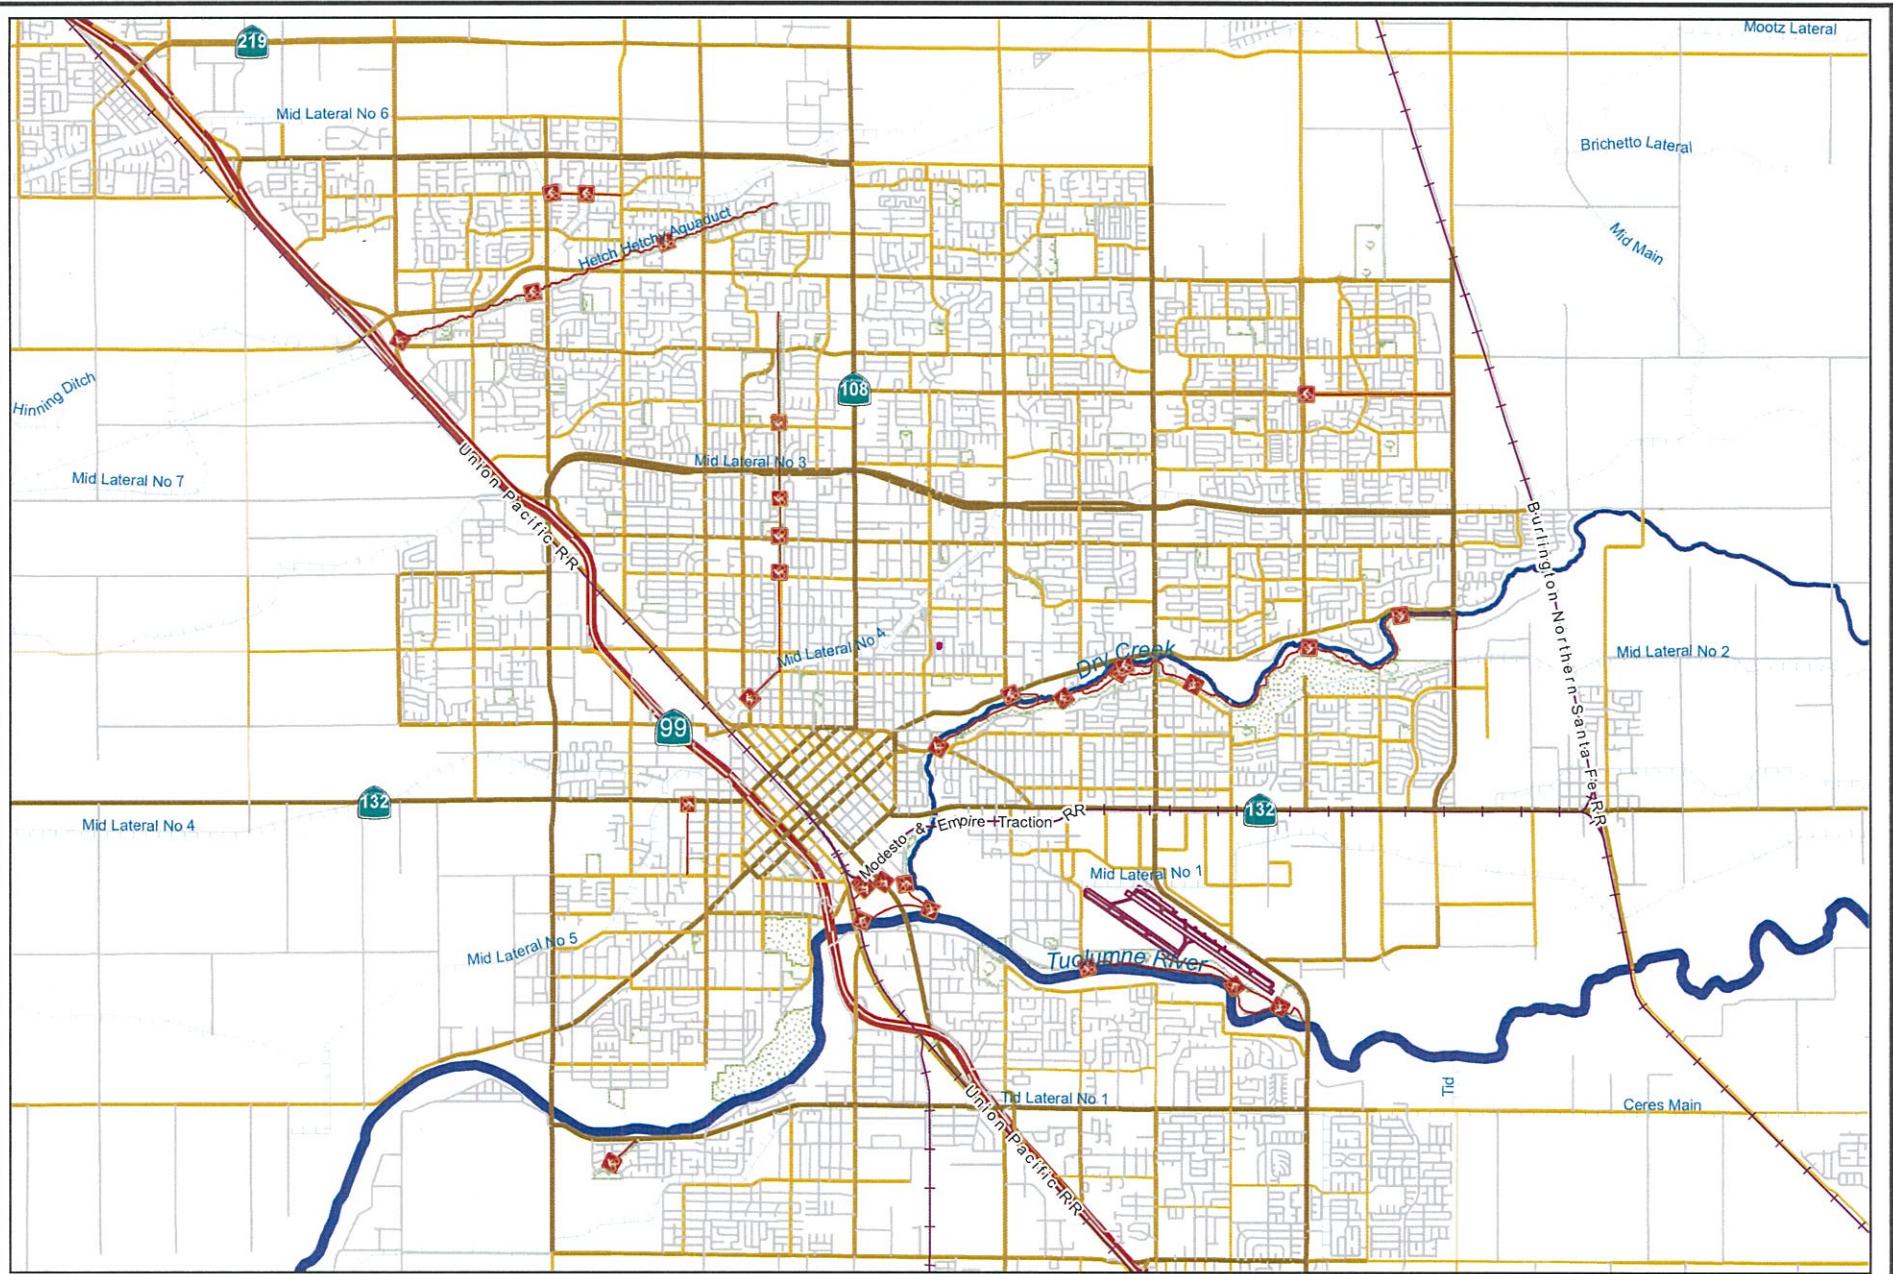 Mootz Lateral
219
Mid Lateral No 6
Brichetto Lateral
Hetch Hetchy Aquaduct
Mid Main
Hinning Ditch
108
Union Pacific RR
Mid Lateral No 3
Mid Lateral No 7
Burlington Northern Santa Fe RR
Mid Lateral No 4
Dry Creek
Mid Lateral No 2
99
132
132
Mid Lateral No 4
Modesto & Empire Traction RR
Mid Lateral No 1
Mid Lateral No 5
Tuolumne River
Tid
Tid Lateral No 1
Ceres Main
Union Pacific RR